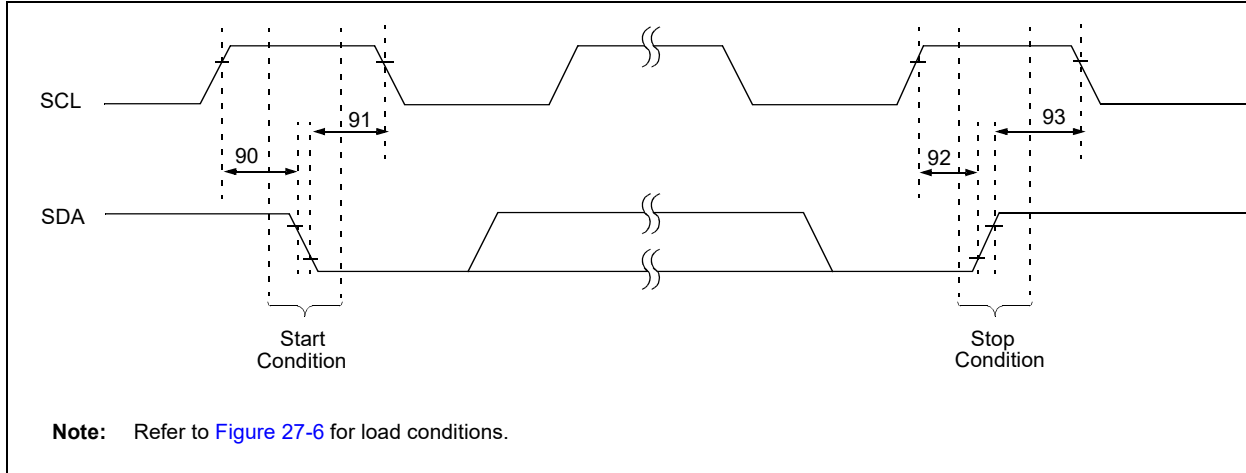 SCL
91
93
90
92
SDA
Start
Condition
Stop
Condition
Note: Refer to Figure 27-6 for load conditions.